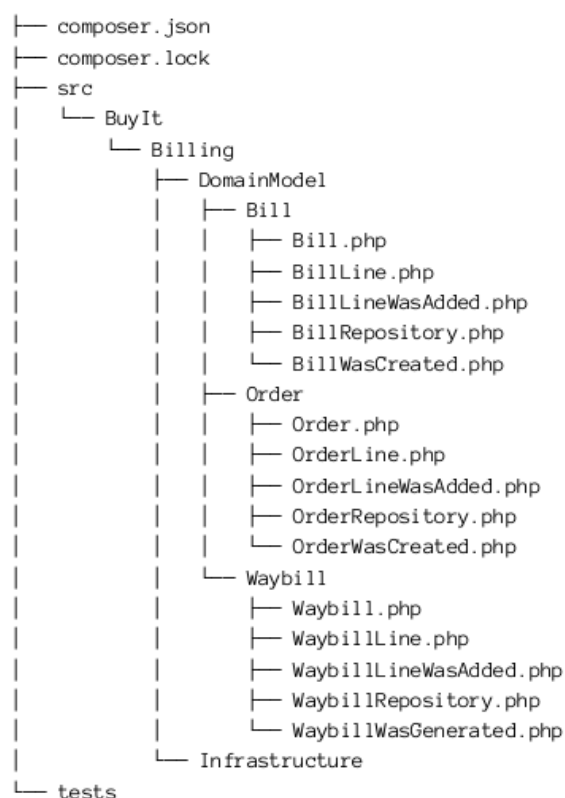 ├── composer.json
├── composer.lock
├── src
│   └── BuyIt
│       └── Billing
│           ├── DomainModel
│           │   ├── Bill
│           │   │   ├── Bill.php
│           │   │   ├── BillLine.php
│           │   │   ├── BillLineWasAdded.php
│           │   │   ├── BillRepository.php
│           │   │   └── BillWasCreated.php
│           │   ├── Order
│           │   │   ├── Order.php
│           │   │   ├── OrderLine.php
│           │   │   ├── OrderLineWasAdded.php
│           │   │   ├── OrderRepository.php
│           │   │   └── OrderWasCreated.php
│           │   └── Waybill
│           │       ├── Waybill.php
│           │       ├── WaybillLine.php
│           │       ├── WaybillLineWasAdded.php
│           │       ├── WaybillRepository.php
│           │       └── WaybillWasGenerated.php
│           └── Infrastructure
└── tests